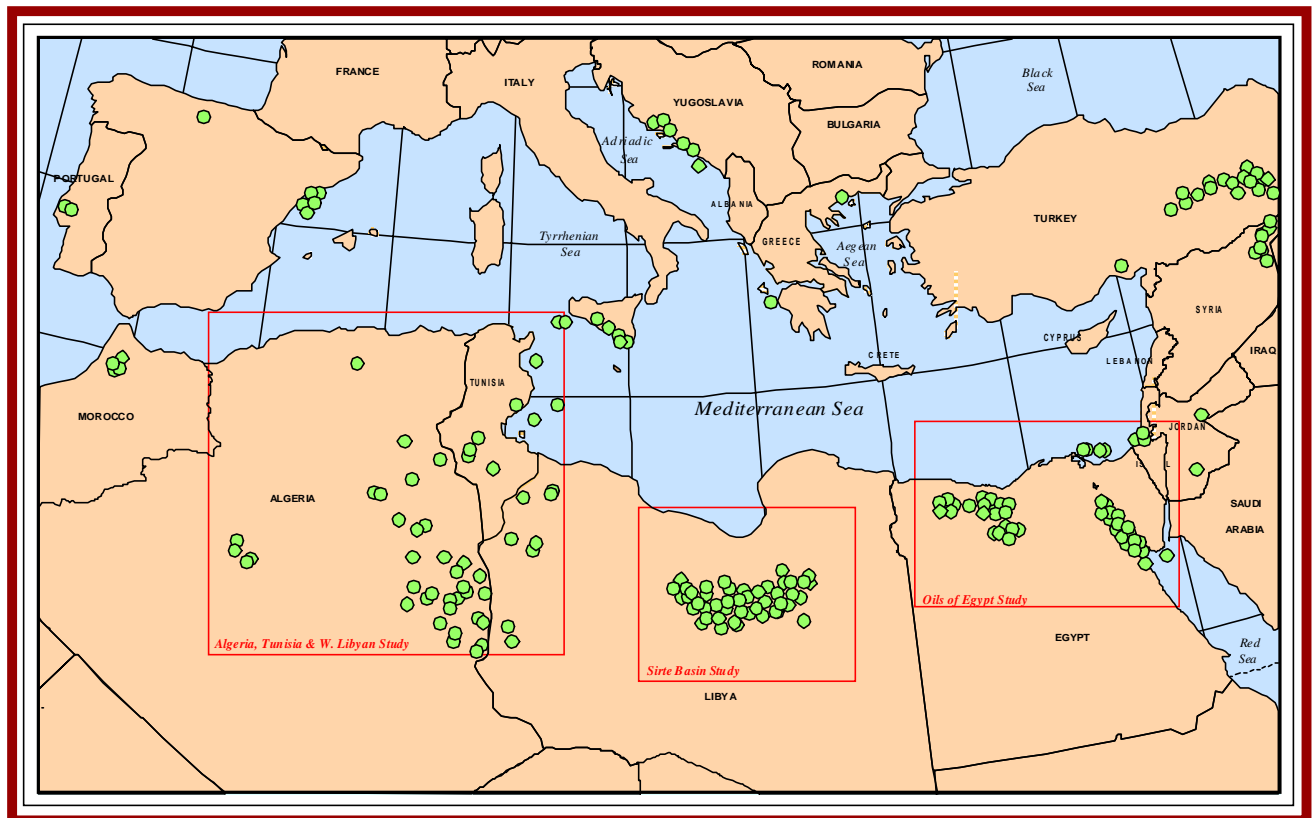 ROMANIA
FRANCE
ITALY
Black
Sea
YUGOSLAVIA
BULGARIA
Adriadic
Sea
PORTUGAL
ALBANIA
TURKEY
Tyrrhenian
Sea
GREECE
Aegean
Sea
SYRIA
CYPRUS
IRAQ
CRETE
LEBANON
TUNISIA
Mediterranean Sea
MOROCCO
JORDAN
IS L
ALGERIA
SAUDI
ARABIA
Oils of Egypt Study
EGYPT
Algeria, Tunisia & W. Libyan Study
Red
Sea
Sirte Basin Study
LIBYA